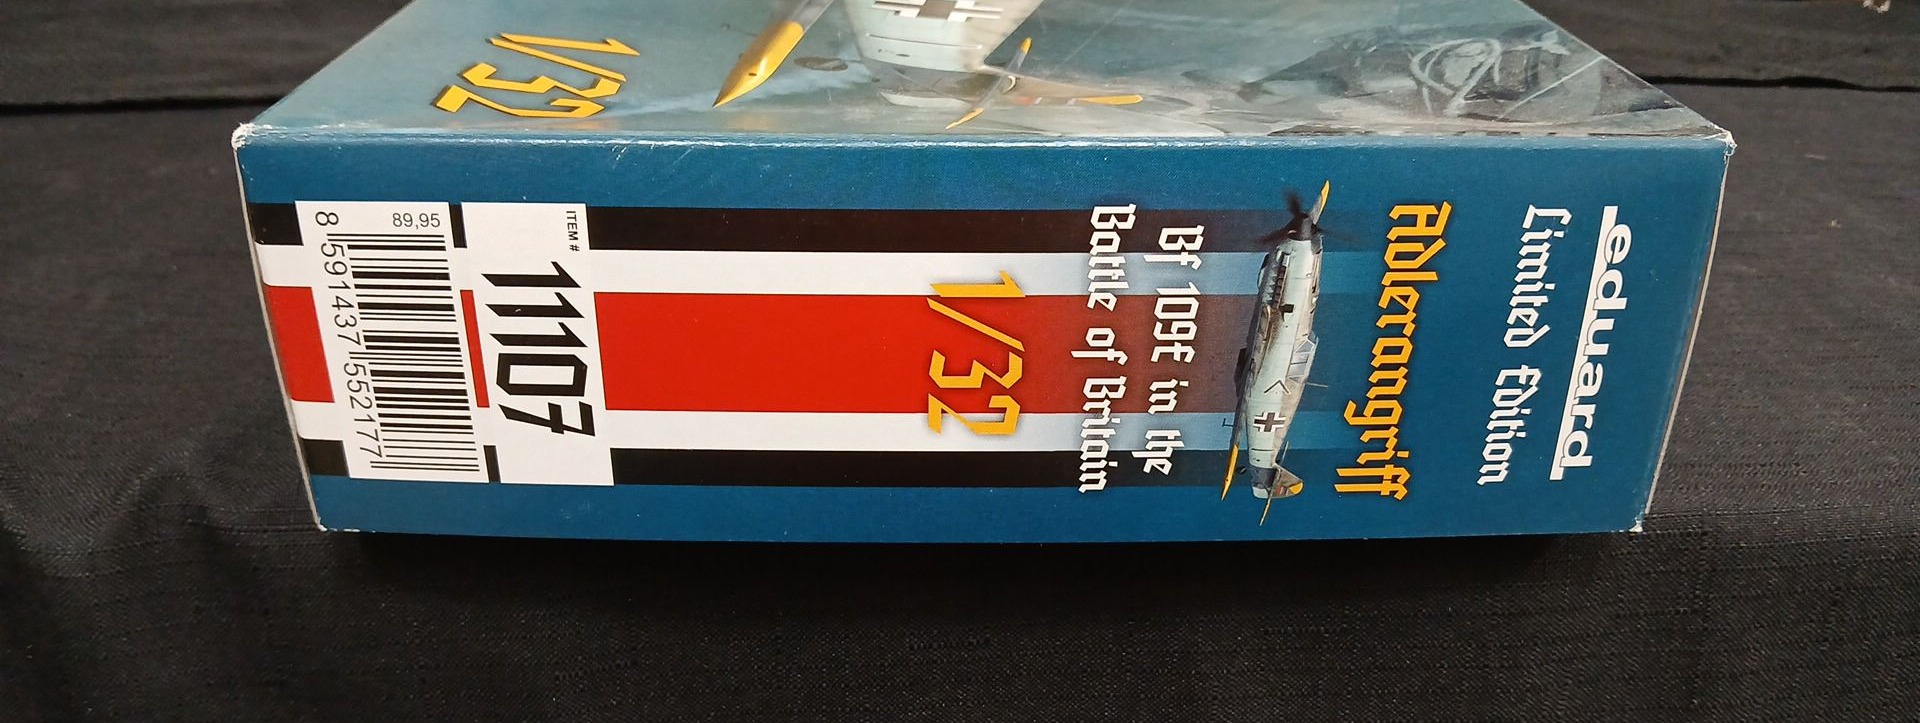 1/32
eduard
Limited Edition
Adlerangriff
Bf 109E in the
Battle of Britain
1/32
ITEM #
11107
89,95
8 591437 552177